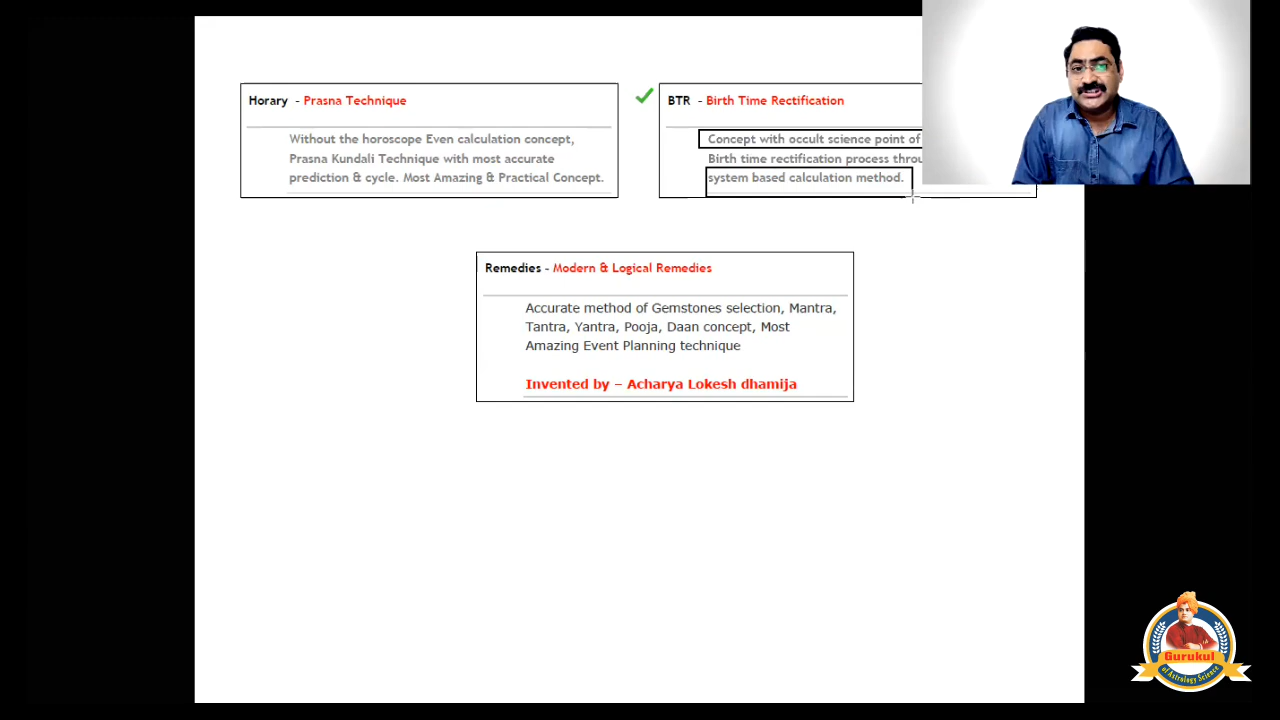 Horary - Prasna Technique
Without the horoscope Even calculation concept,
Prasna Kundali Technique with most accurate
prediction & cycle. Most Amazing & Practical Concept.
BTR - Birth Time Rectification
Concept with occult science point of
Birth time rectification process
system based calculation method.
Remedies - Modern & Logical Remedies
Accurate method of Gemstones selection, Mantra,
Tantra, Yantra, Pooja, Daan concept, Most
Amazing Event Planning technique
Invented by – Acharya Lokesh dhamija
Gurukul
of Astrology Science